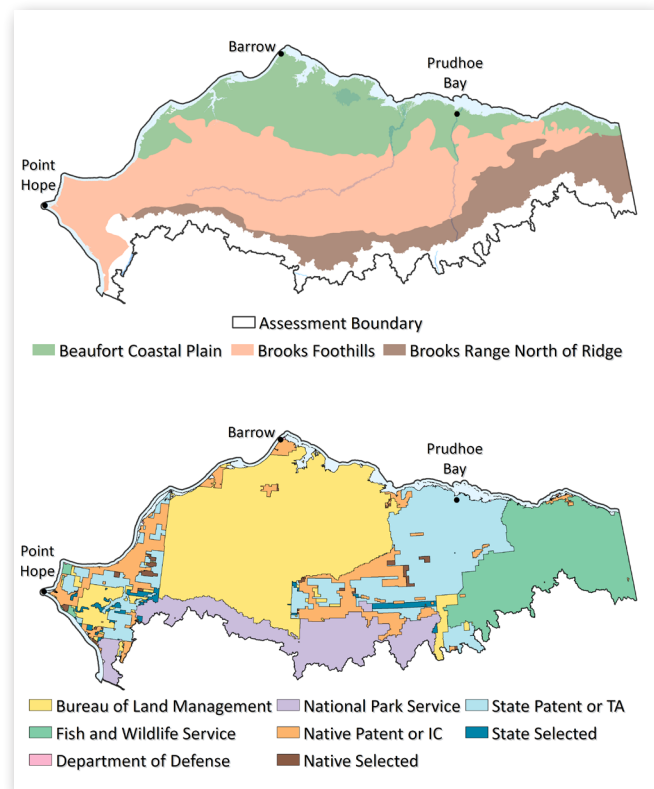 Barrow
Prudhoe
Bay
Point
Hope
Assessment Boundary
Beaufort Coastal Plain Brooks Foothills Brooks Range North of Ridge
Barrow
Prudhoe
Bay
Point
Hope
Bureau of Land Management National Park Service State Patent or TA
Fish and Wildlife Service Native Patent or IC State Selected
Department of Defense Native Selected